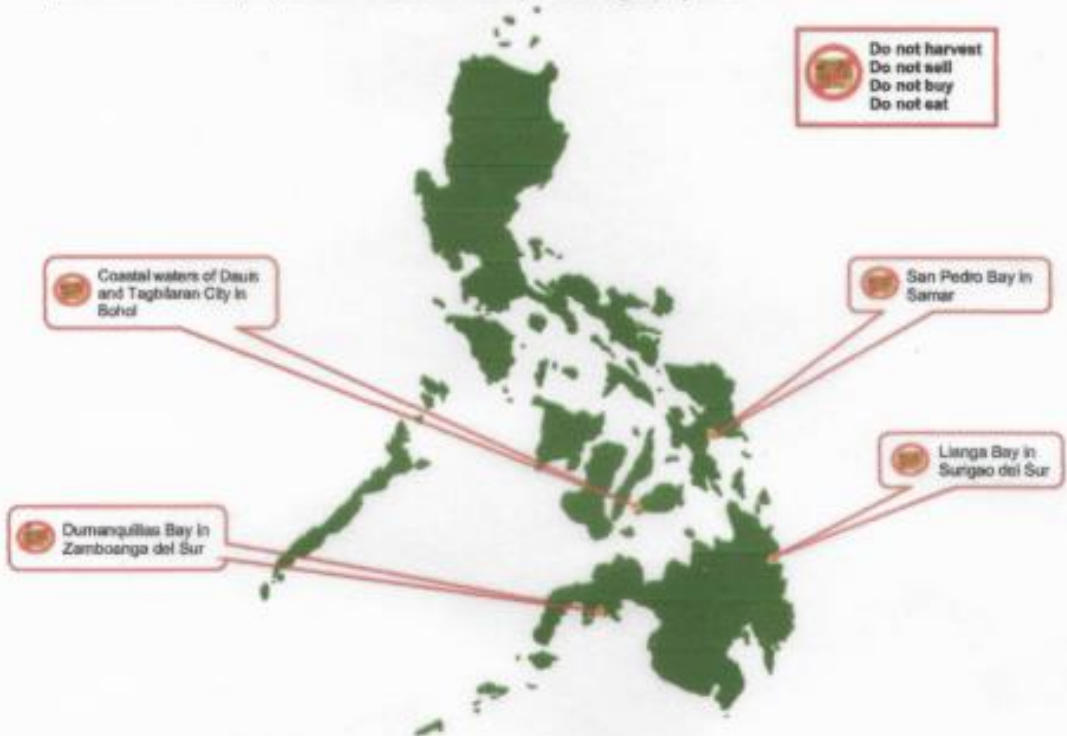 Do not harvest
Do not sell
Do not buy
Do not eat
Coastal waters of Dauis
and Tagbilaran City in
Bohol
San Pedro Bay in
Samar
Lianga Bay in
Surigao del Sur
Dumanquillas Bay in
Zamboanga del Sur